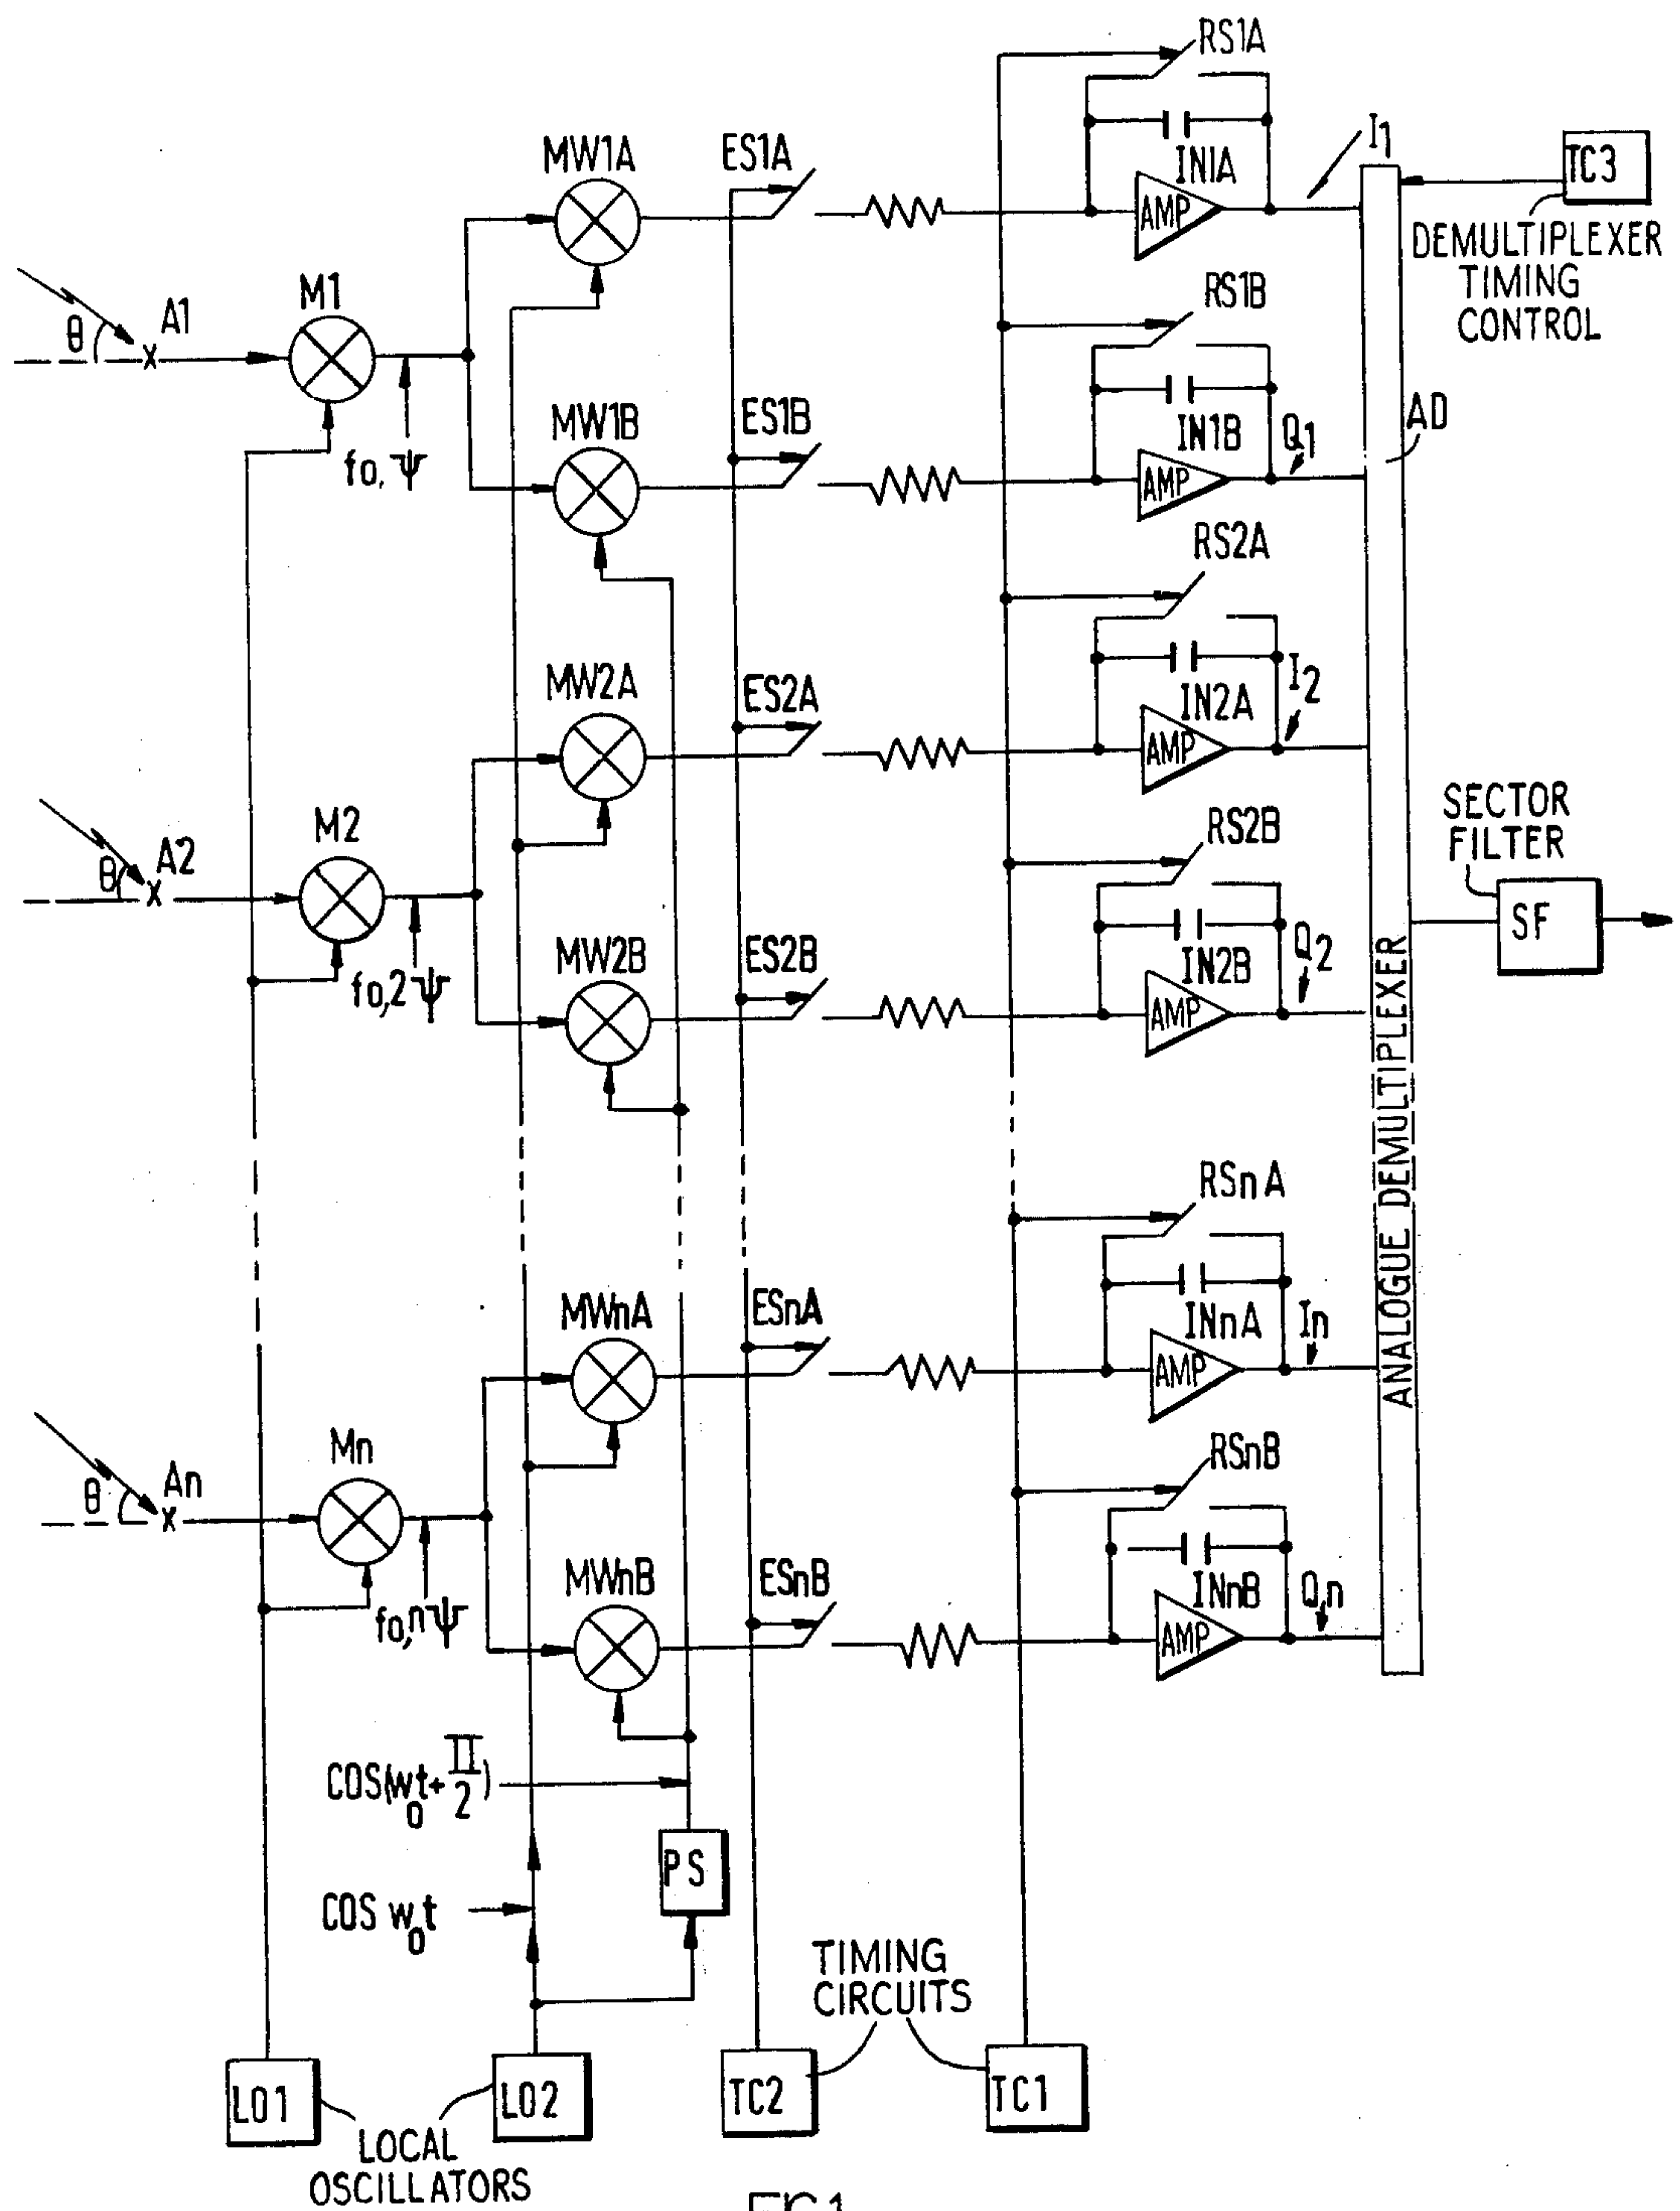 RS1A
MW1A
ES1A
IN1A
AMP
I1
TC3
DEMULTIPLEXER
TIMING
CONTROL
θ
A1
M1
f0, ψ
MW1B
ES1B
RS1B
IN1B
AMP
Q1
AD
RS2A
MW2A
ES2A
IN2A
AMP
I2
θ
A2
M2
f0,2ψ
MW2B
ES2B
RS2B
IN2B
AMP
Q2
SECTOR
FILTER
SF
ANALOGUE DEMULTIPLEXER
RSnA
MWnA
ESnA
INnA
AMP
In
θ
An
Mn
f0,nψ
MWnB
ESnB
RSnB
INnB
AMP
Qn
COS(w0t+π/2)
PS
COS w0t
TIMING
CIRCUITS
LO1
LO2
TC2
TC1
LOCAL
OSCILLATORS